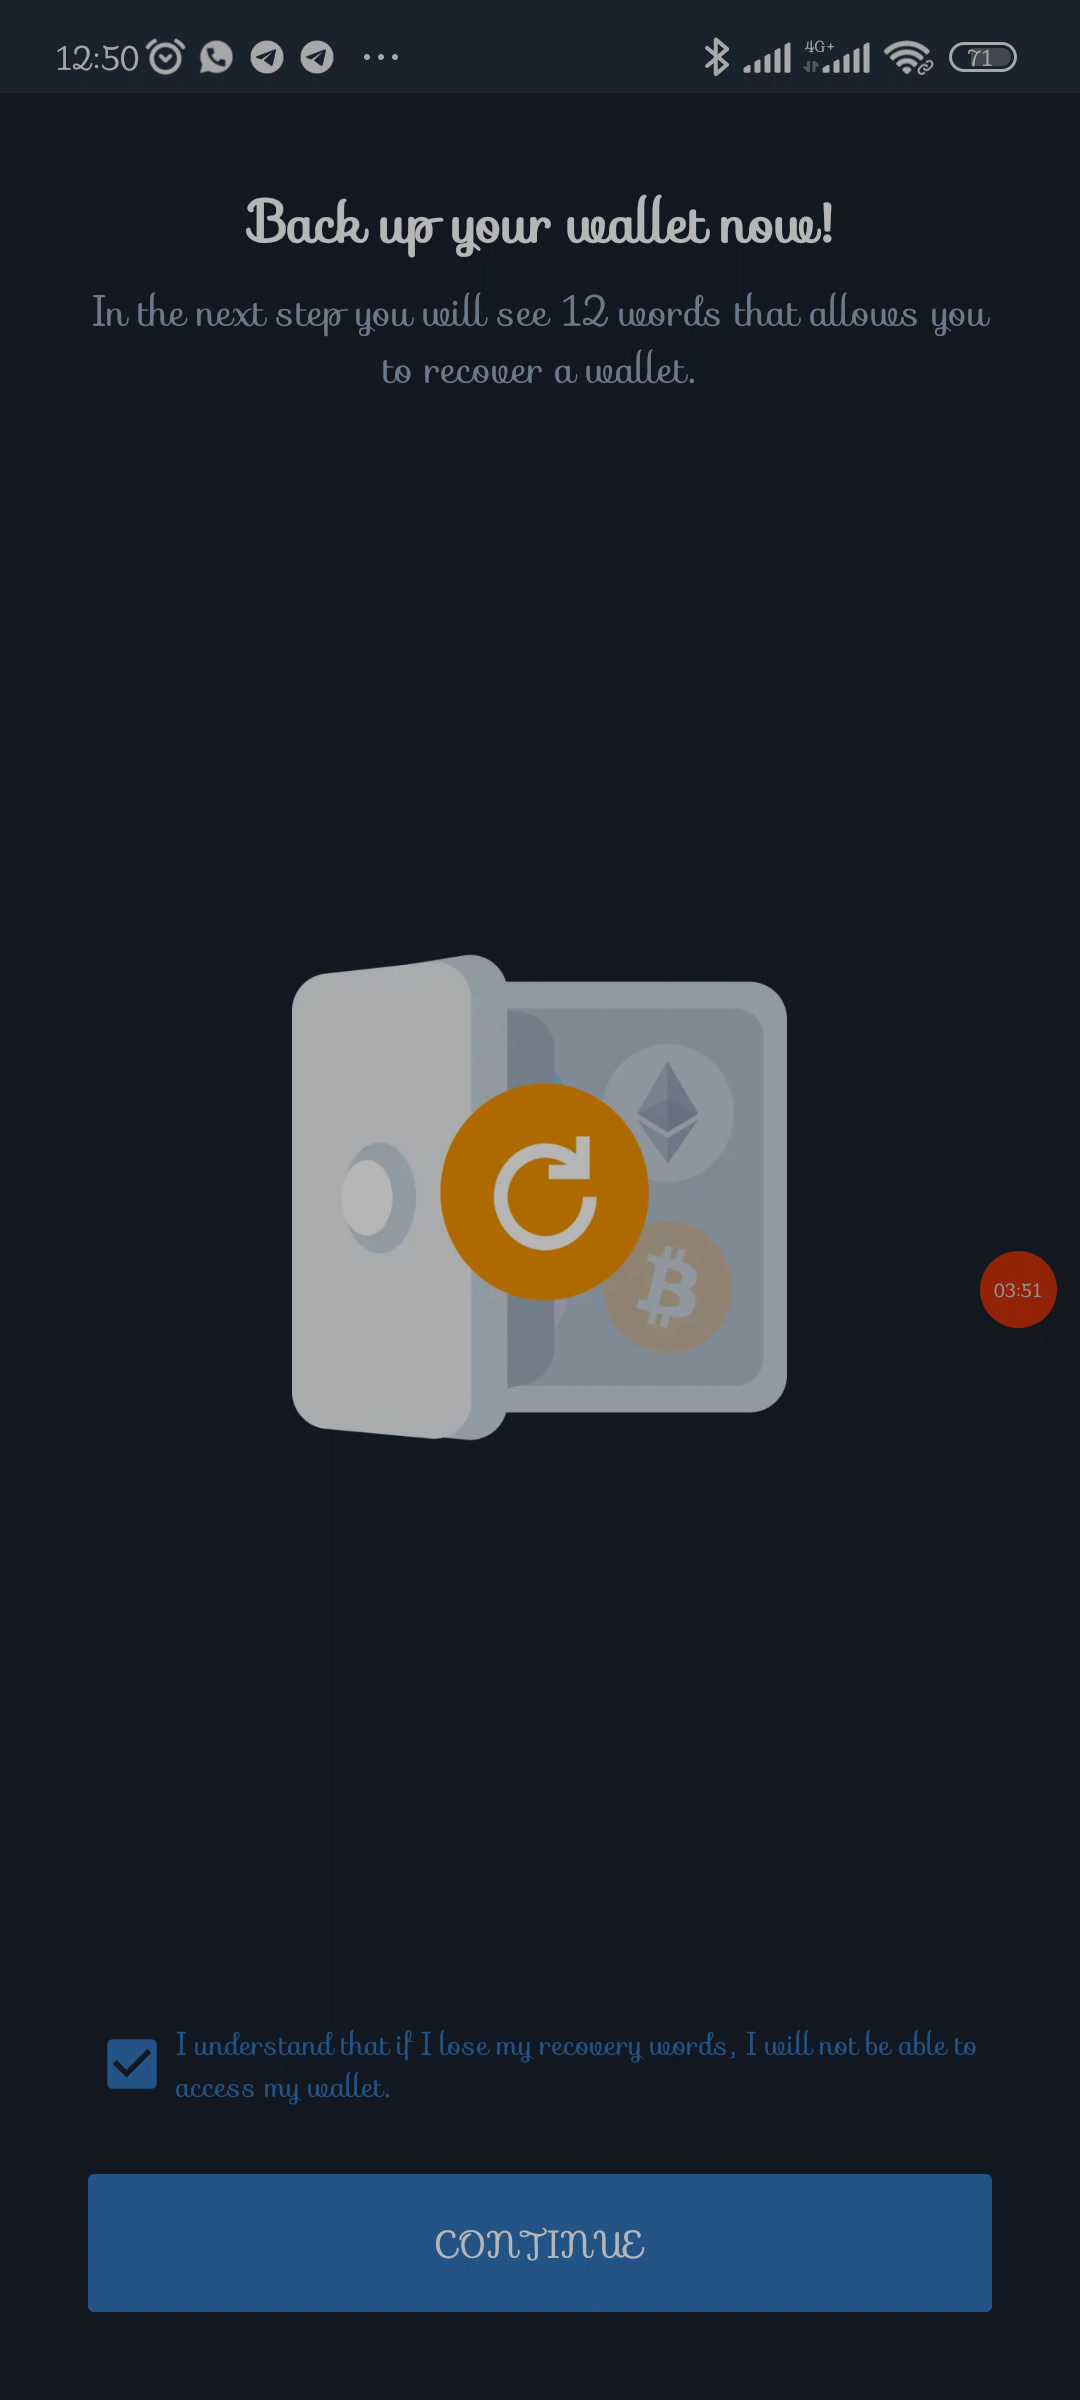 12:50
4G+
71
Back up your wallet now!
In the next step you will see 12 words that allows you
to recover a wallet.
03:51
I understand that if I lose my recovery words, I will not be able to
access my wallet.
CONTINUE